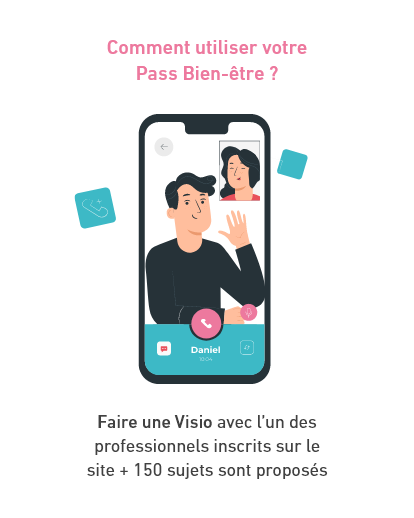 Comment utiliser votre
Pass Bien-être ?
Daniel
10:04
Faire une Visio avec l'un des
professionnels inscrits sur le
site + 150 sujets sont proposés